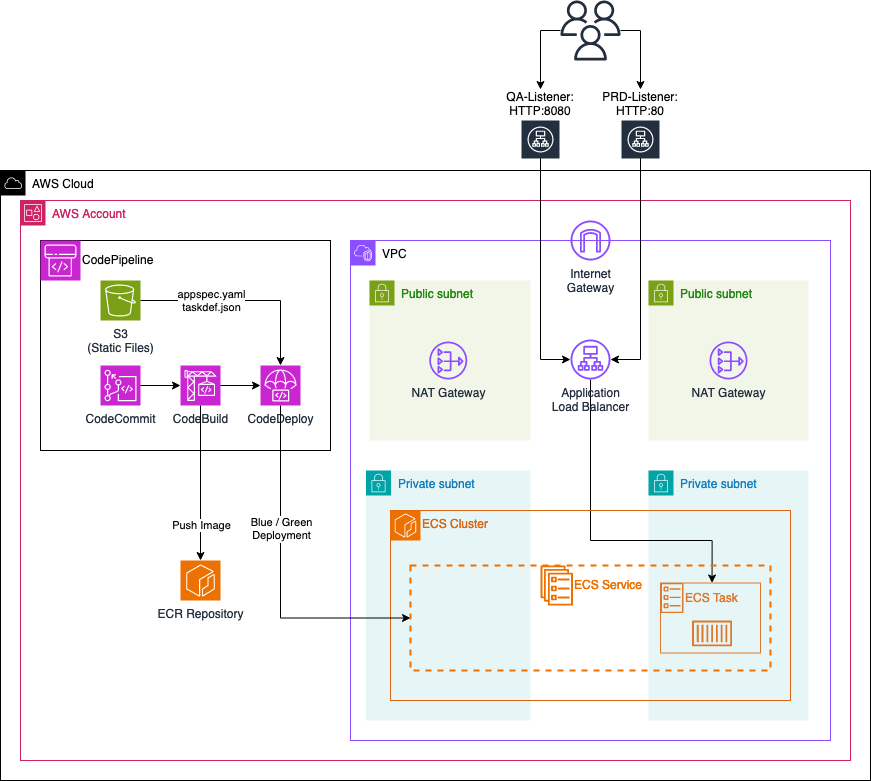 QA-Listener:
HTTP:8080
PRD-Listener:
HTTP:80
AWS Cloud
AWS Account
CodePipeline
VPC
S3
(Static Files)
appspec.yaml
taskdef.json
CodeCommit
CodeBuild
CodeDeploy
Internet
Gateway
Public subnet
Public subnet
NAT Gateway
Application
Load Balancer
NAT Gateway
Private subnet
Private subnet
Push Image
Blue / Green
Deployment
ECR Repository
ECS Cluster
ECS Service
ECS Task